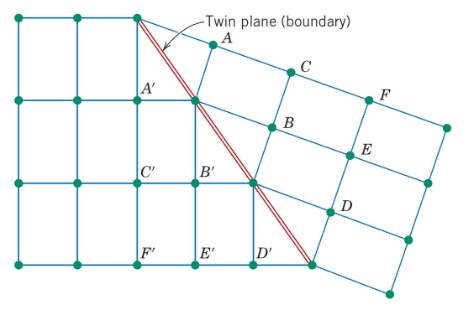 Twin plane (boundary)
A
C
F
A′
B
E
C′
B′
D
F′
E′
D′